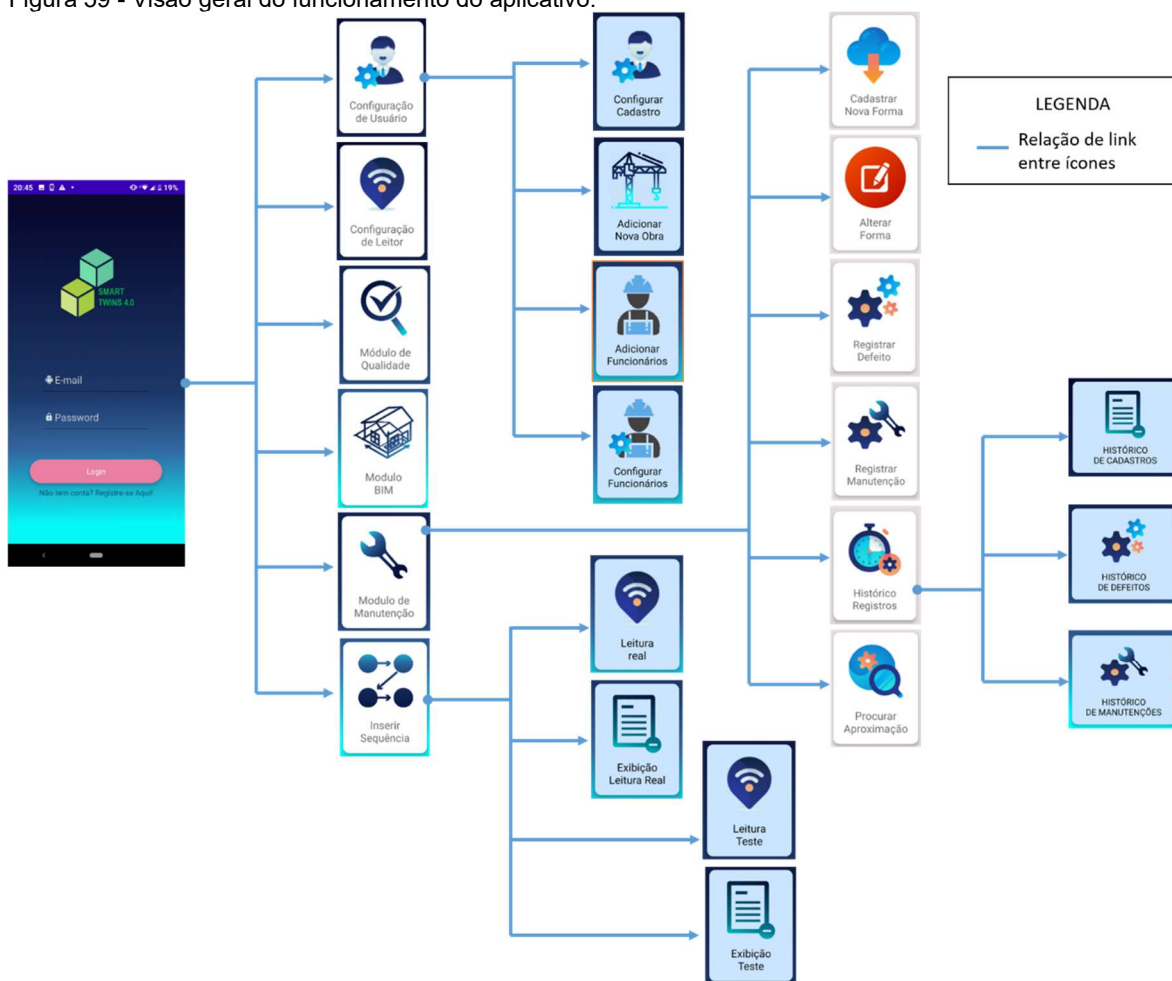 Figura 59 - Visão geral do funcionamento do aplicativo.
20:45
19%
SMART
TWINS 4.0
E-mail
Password
Login
Não tem conta? Registre-se Aqui!
Configuração
de Usuário
Configuração
de Leitor
Módulo de
Qualidade
Modulo
BIM
Modulo de
Manutenção
Inserir
Sequência
Configurar
Cadastro
Adicionar
Nova Obra
Adicionar
Funcionários
Configurar
Funcionários
Leitura
real
Exibição
Leitura Real
Leitura
Teste
Exibição
Teste
Cadastrar
Nova Forma
Alterar
Forma
Registrar
Defeito
Registrar
Manutenção
Histórico
Registros
Procurar
Aproximação
HISTÓRICO
DE CADASTROS
HISTÓRICO
DE DEFEITOS
HISTÓRICO
DE MANUTENÇÕES
LEGENDA
Relação de link
entre ícones